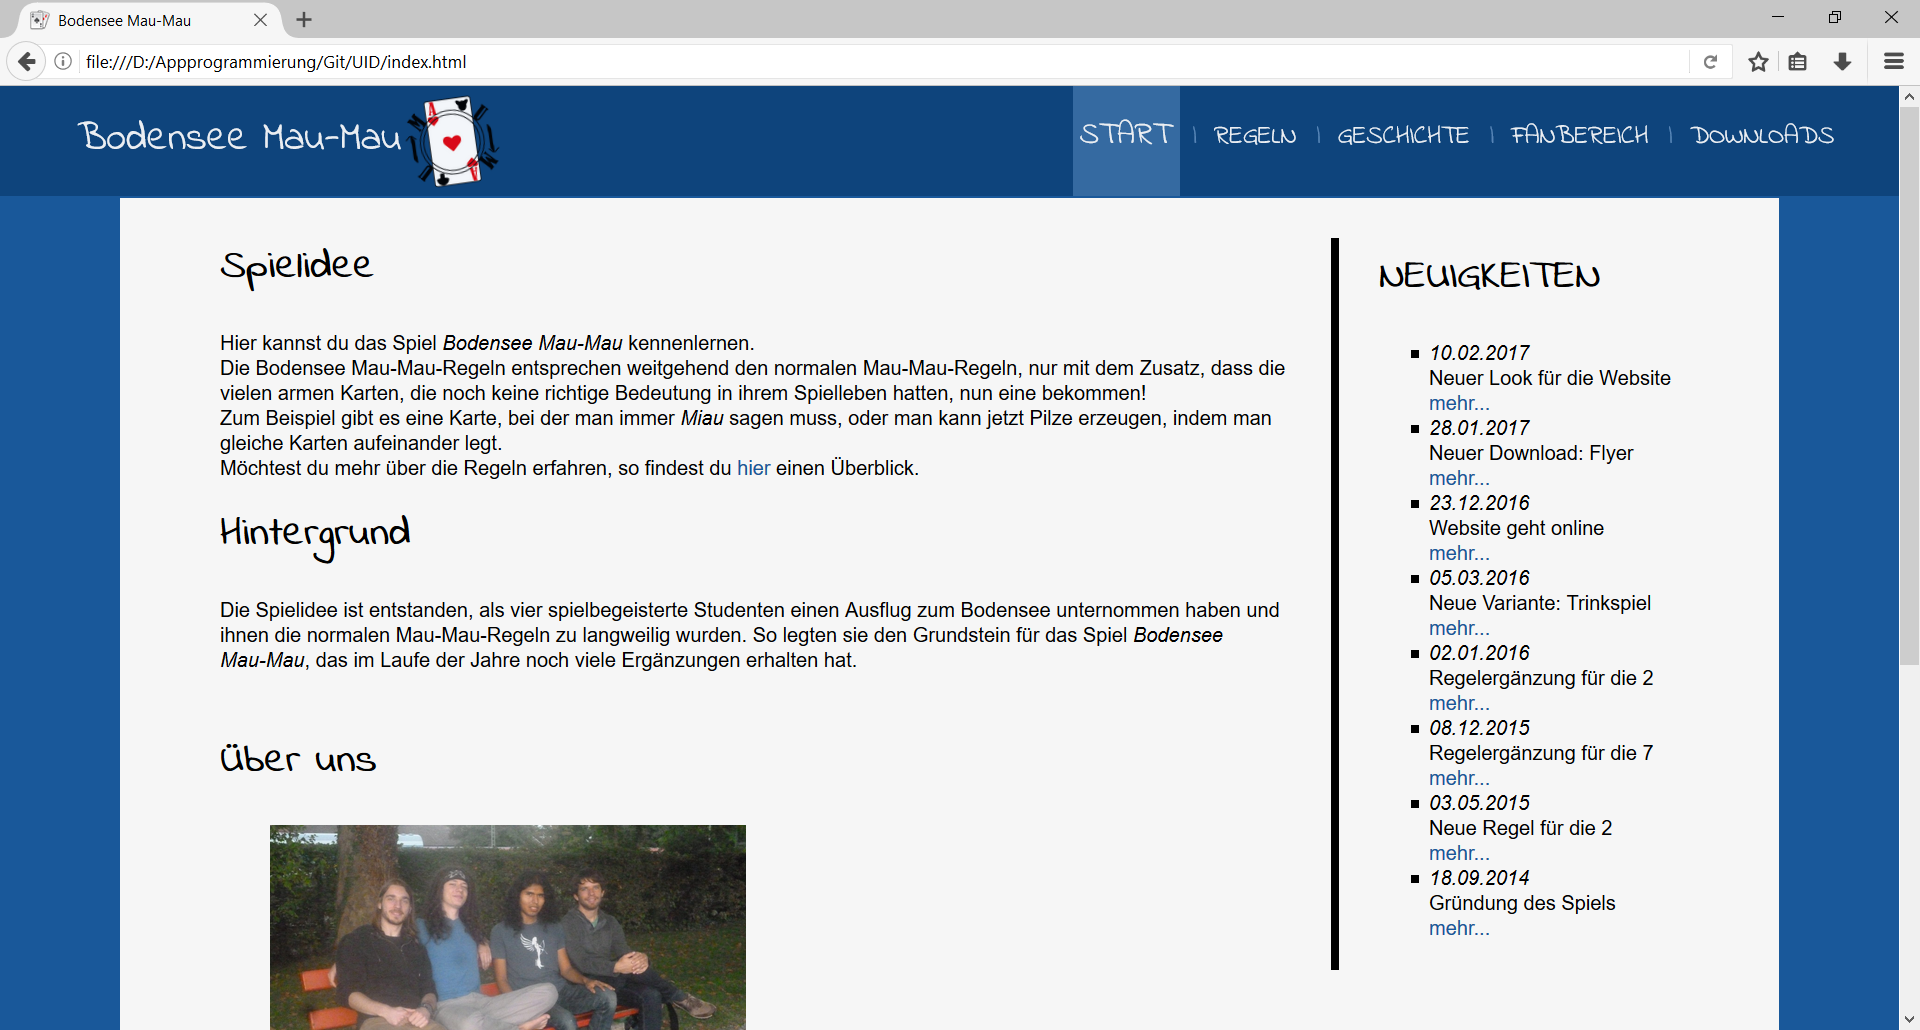 Bodensee Mau-Mau
file:///D:/Appprogrammierung/Git/UID/index.html
Bodensee Mau-Mau
START | REGELN | GESCHICHTE | FANBEREICH | DOWNLOADS
Spielidee
Hier kannst du das Spiel Bodensee Mau-Mau kennenlernen.
Die Bodensee Mau-Mau-Regeln entsprechen weitgehend den normalen Mau-Mau-Regeln, nur mit dem Zusatz, dass die
vielen armen Karten, die noch keine richtige Bedeutung in ihrem Spielleben hatten, nun eine bekommen!
Zum Beispiel gibt es eine Karte, bei der man immer Miau sagen muss, oder man kann jetzt Pilze erzeugen, indem man
gleiche Karten aufeinander legt.
Möchtest du mehr über die Regeln erfahren, so findest du hier einen Überblick.
Hintergrund
Die Spielidee ist entstanden, als vier spielbegeisterte Studenten einen Ausflug zum Bodensee unternommen haben und
ihnen die normalen Mau-Mau-Regeln zu langweilig wurden. So legten sie den Grundstein für das Spiel Bodensee
Mau-Mau, das im Laufe der Jahre noch viele Ergänzungen erhalten hat.
Über uns
NEUIGKEITEN
10.02.2017
Neuer Look für die Website
mehr...
28.01.2017
Neuer Download: Flyer
mehr...
23.12.2016
Website geht online
mehr...
05.03.2016
Neue Variante: Trinkspiel
mehr...
02.01.2016
Regelergänzung für die 2
mehr...
08.12.2015
Regelergänzung für die 7
mehr...
03.05.2015
Neue Regel für die 2
mehr...
18.09.2014
Gründung des Spiels
mehr...